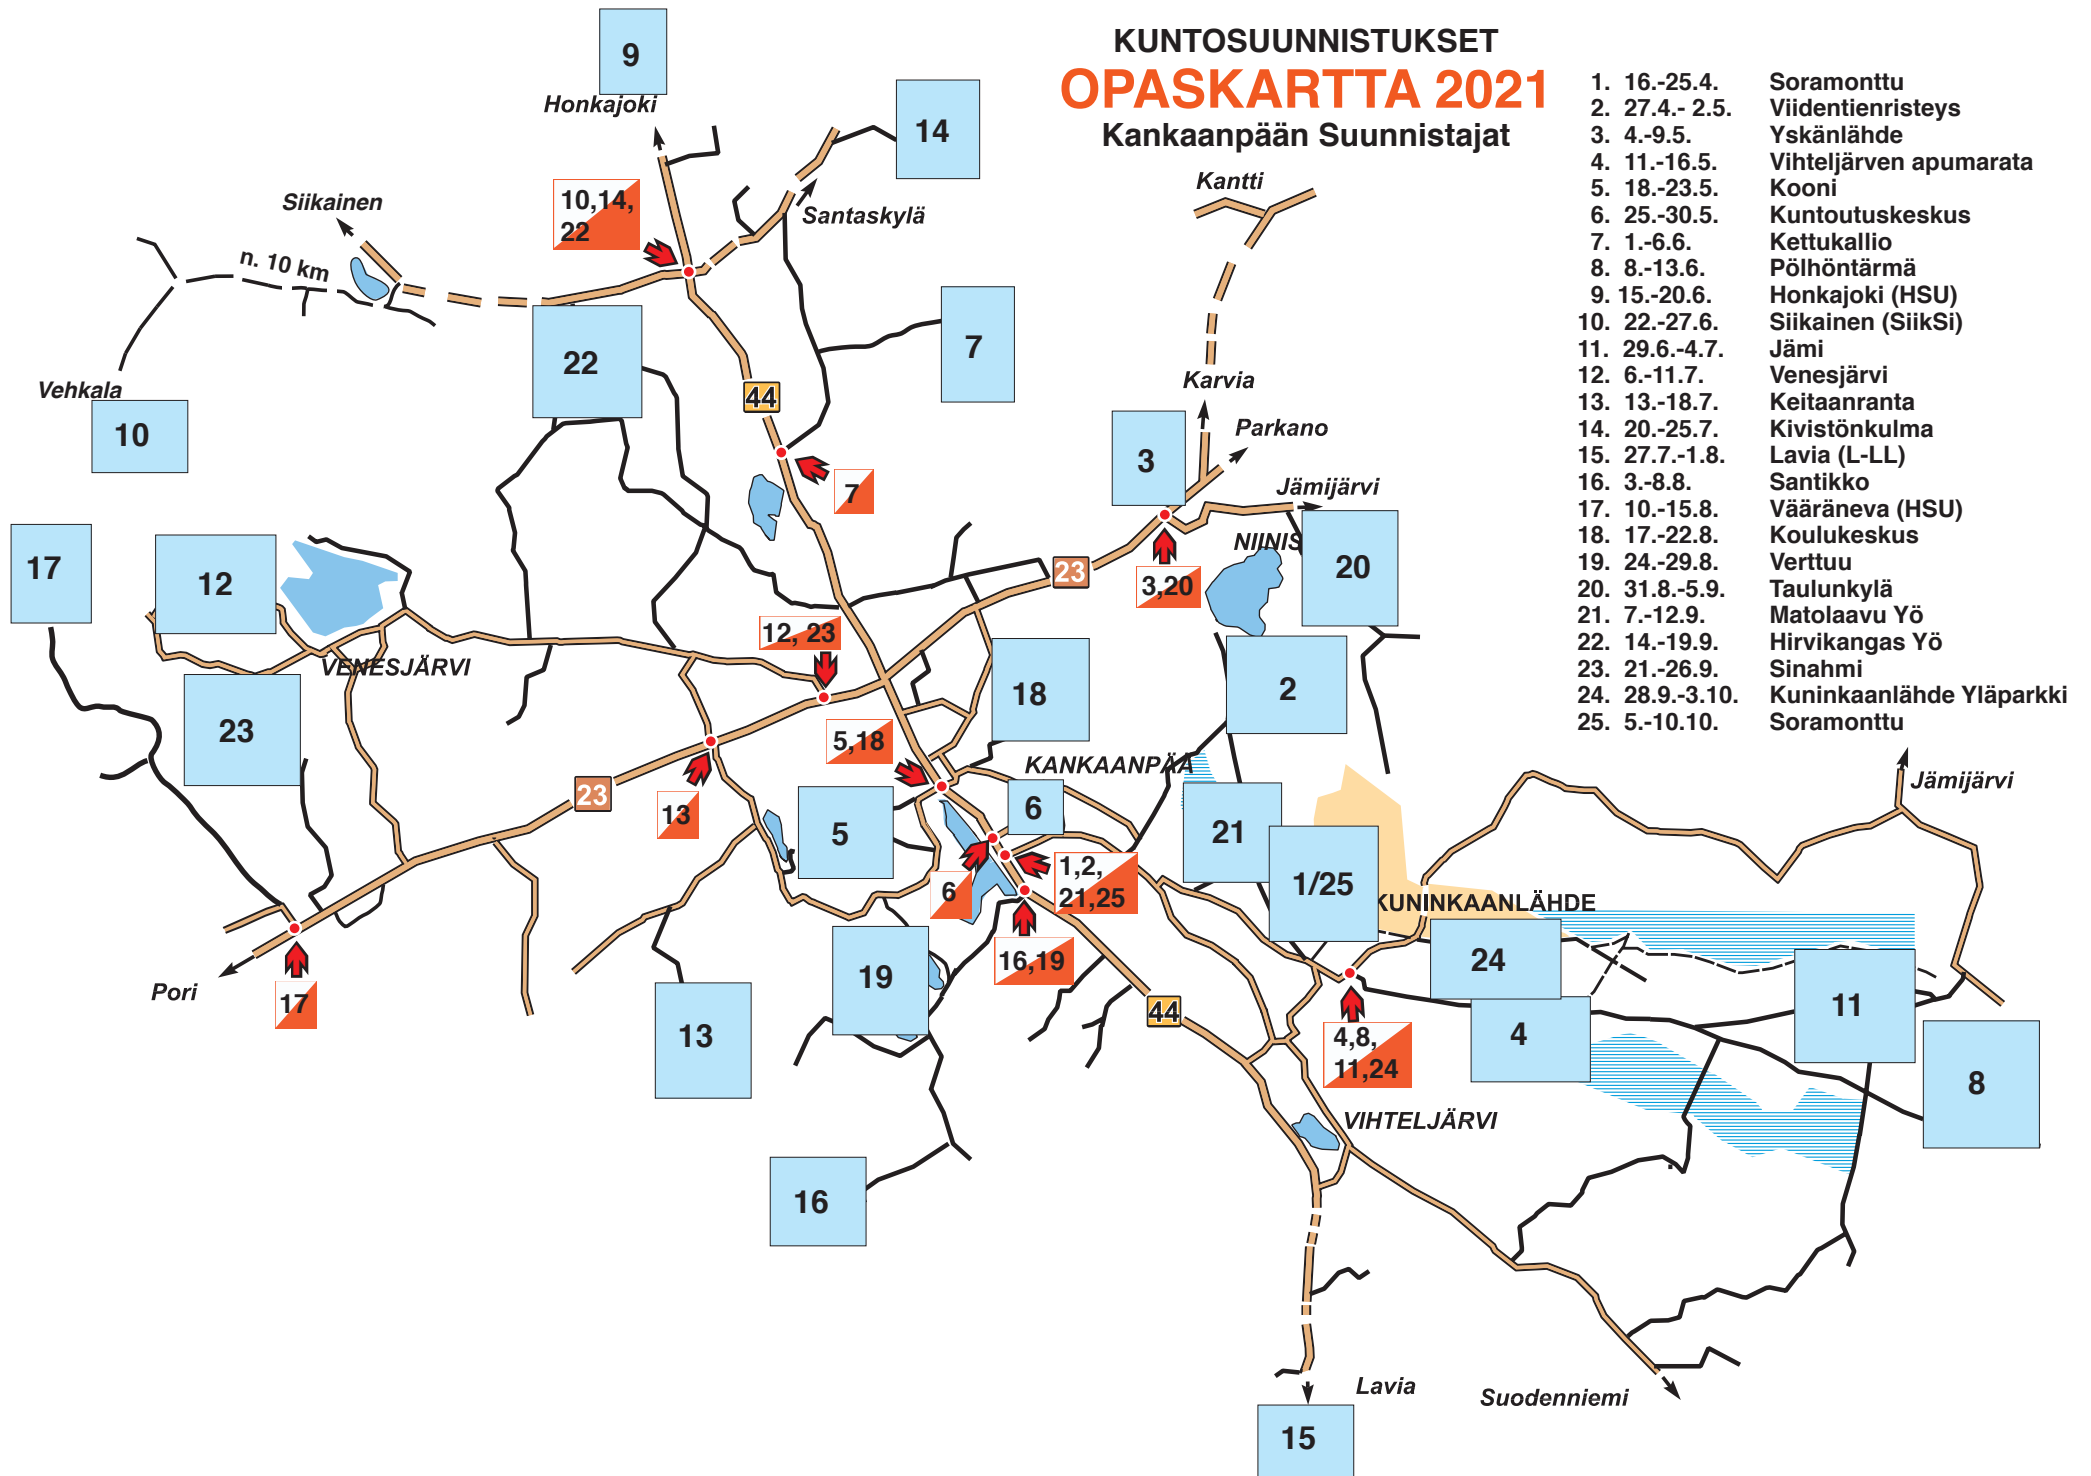 KUNTOSUUNNISTUKSET
OPASKARTTA 2021
Kankaanpään Suunnistajat
1. 16.-25.4. Soramonttu
2. 27.4.- 2.5. Viidentienristeys
3. 4.-9.5. Yskänlähde
4. 11.-16.5. Vihteljärven apumarata
5. 18.-23.5. Kooni
6. 25.-30.5. Kuntoutuskeskus
7. 1.-6.6. Kettukallio
8. 8.-13.6. Pölhöntärmä
9. 15.-20.6. Honkajoki (HSU)
10. 22.-27.6. Siikainen (SiikSi)
11. 29.6.-4.7. Jämi
12. 6.-11.7. Venesjärvi
13. 13.-18.7. Keitaanranta
14. 20.-25.7. Kivistönkulma
15. 27.7.-1.8. Lavia (L-LL)
16. 3.-8.8. Santikko
17. 10.-15.8. Vääräneva (HSU)
18. 17.-22.8. Koulukeskus
19. 24.-29.8. Verttuu
20. 31.8.-5.9. Taulunkylä
21. 7.-12.9. Matolaavu Yö
22. 14.-19.9. Hirvikangas Yö
23. 21.-26.9. Sinahmi
24. 28.9.-3.10. Kuninkaanlähde Yläparkki
25. 5.-10.10. Soramonttu
9
Honkajoki
14
10,14,
22
Siikainen
Santaskylä
Kantti
n. 10 km
22
7
Vehkala
10
44
Karvia
3
Parkano
7
Jämijärvi
NIINIS
20
17
12
23
3,20
12, 23
VENESJÄRVI
23
18
2
5,18
KANKAANPÄÄ
Jämijärvi
23
13
5
6
21
1/25
1,2,
21,25
6
KUNINKAANLÄHDE
16,19
19
24
Pori
17
13
44
4
11
4,8,
11,24
8
VIHTELJÄRVI
16
Lavia
Suodenniemi
15